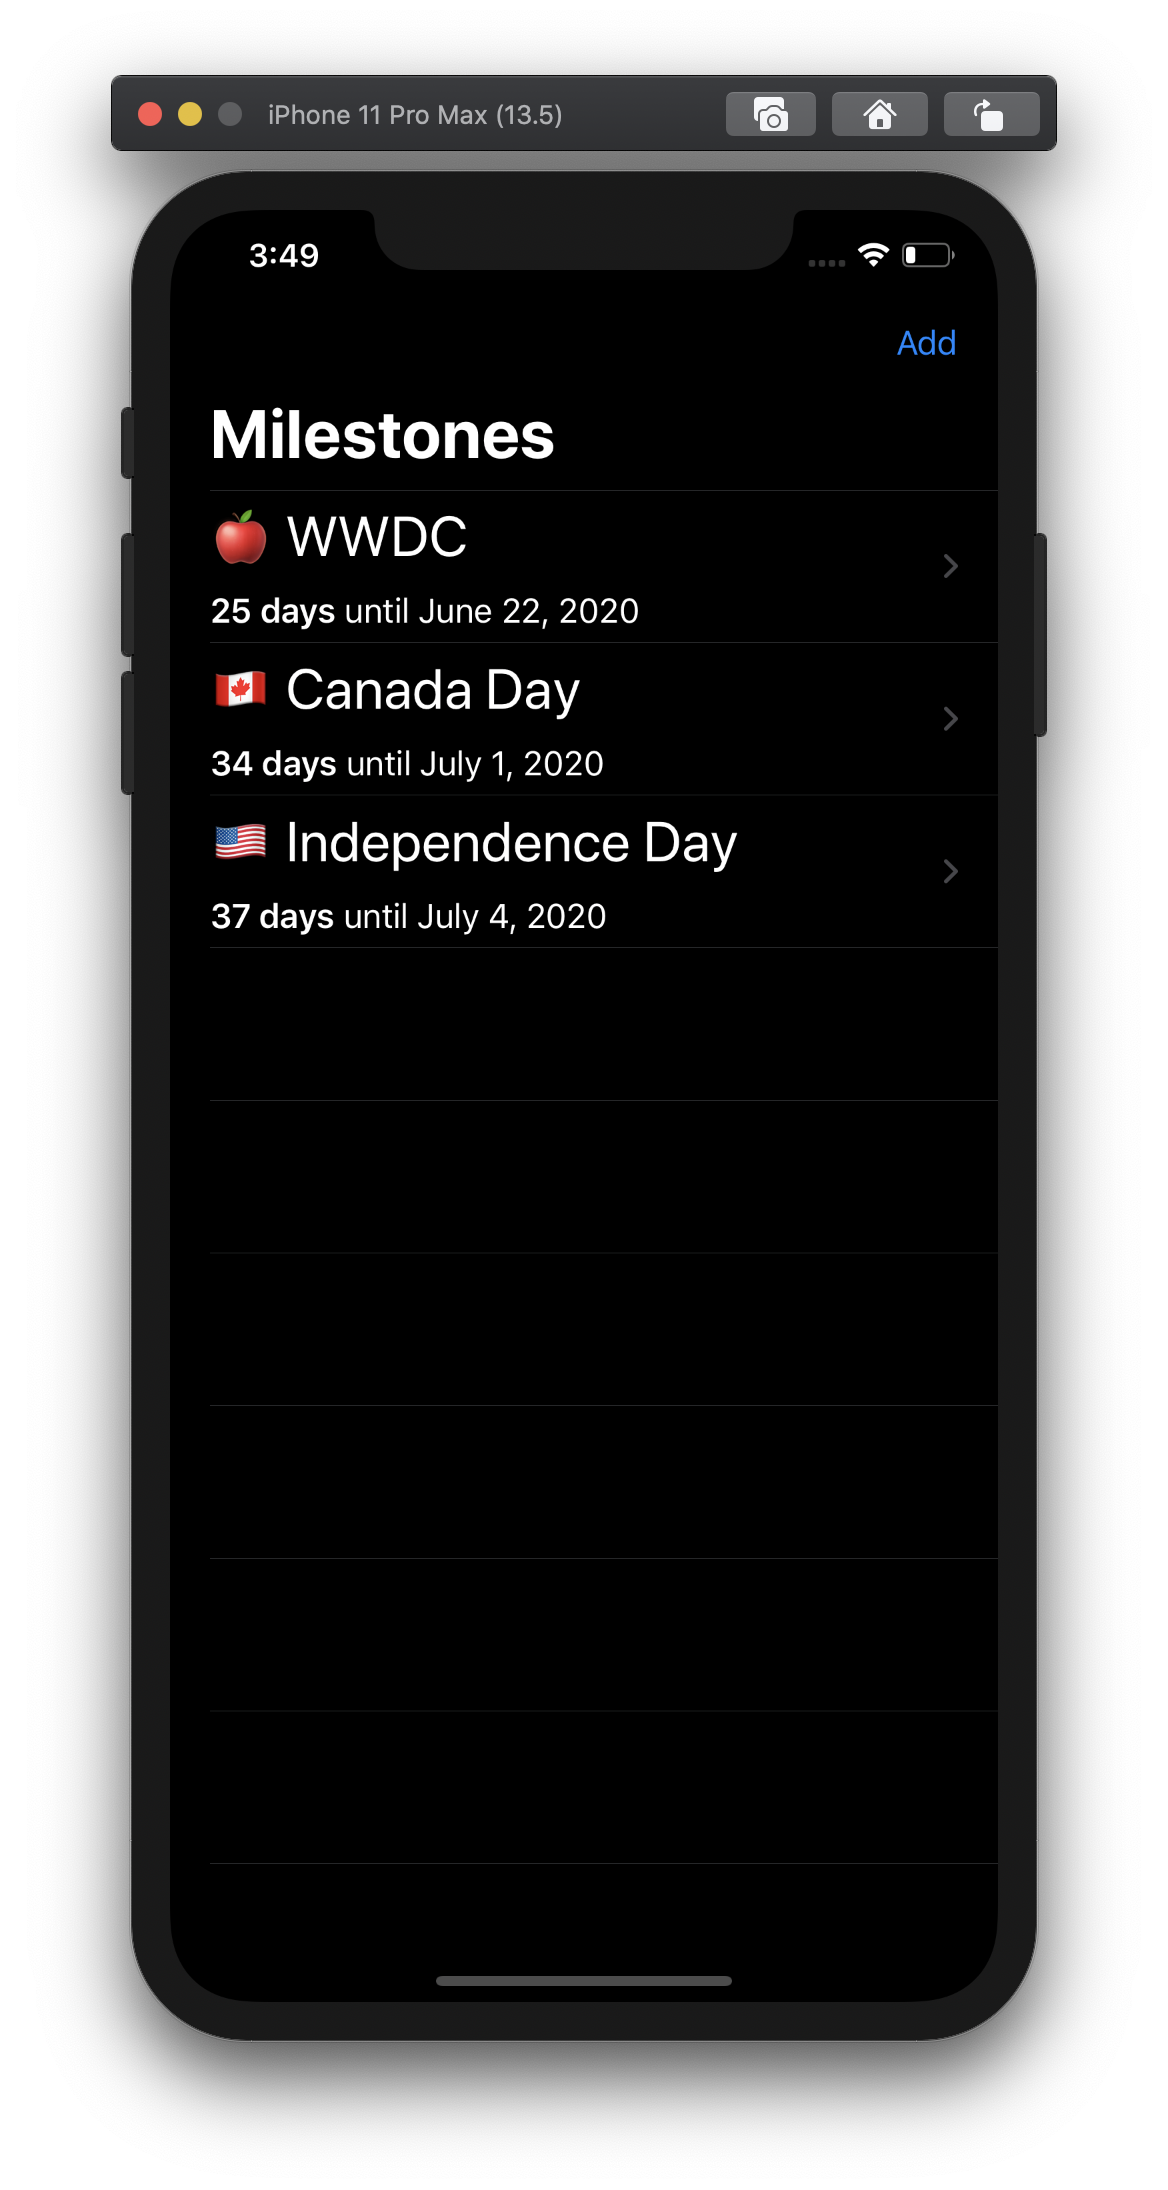 iPhone 11 Pro Max (13.5)
3:49
Add
Milestones
🍎 WWDC
25 days until June 22, 2020
🇨🇦 Canada Day
34 days until July 1, 2020
🇺🇸 Independence Day
37 days until July 4, 2020